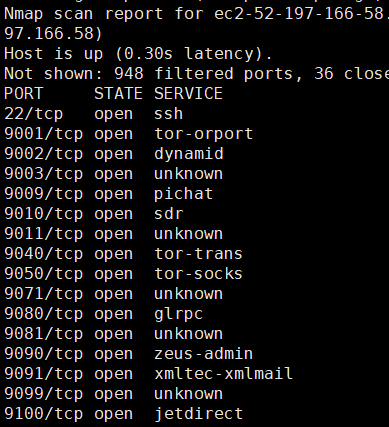 Nmap scan report for ec2-52-197-166-58.
97.166.58)
Host is up (0.30s latency).
Not shown: 948 filtered ports, 36 close
PORT     STATE SERVICE
22/tcp   open  ssh
9001/tcp open  tor-orport
9002/tcp open  dynamid
9003/tcp open  unknown
9009/tcp open  pichat
9010/tcp open  sdr
9011/tcp open  unknown
9040/tcp open  tor-trans
9050/tcp open  tor-socks
9071/tcp open  unknown
9080/tcp open  glrpc
9081/tcp open  unknown
9090/tcp open  zeus-admin
9091/tcp open  xmltec-xmlmail
9099/tcp open  unknown
9100/tcp open  jetdirect